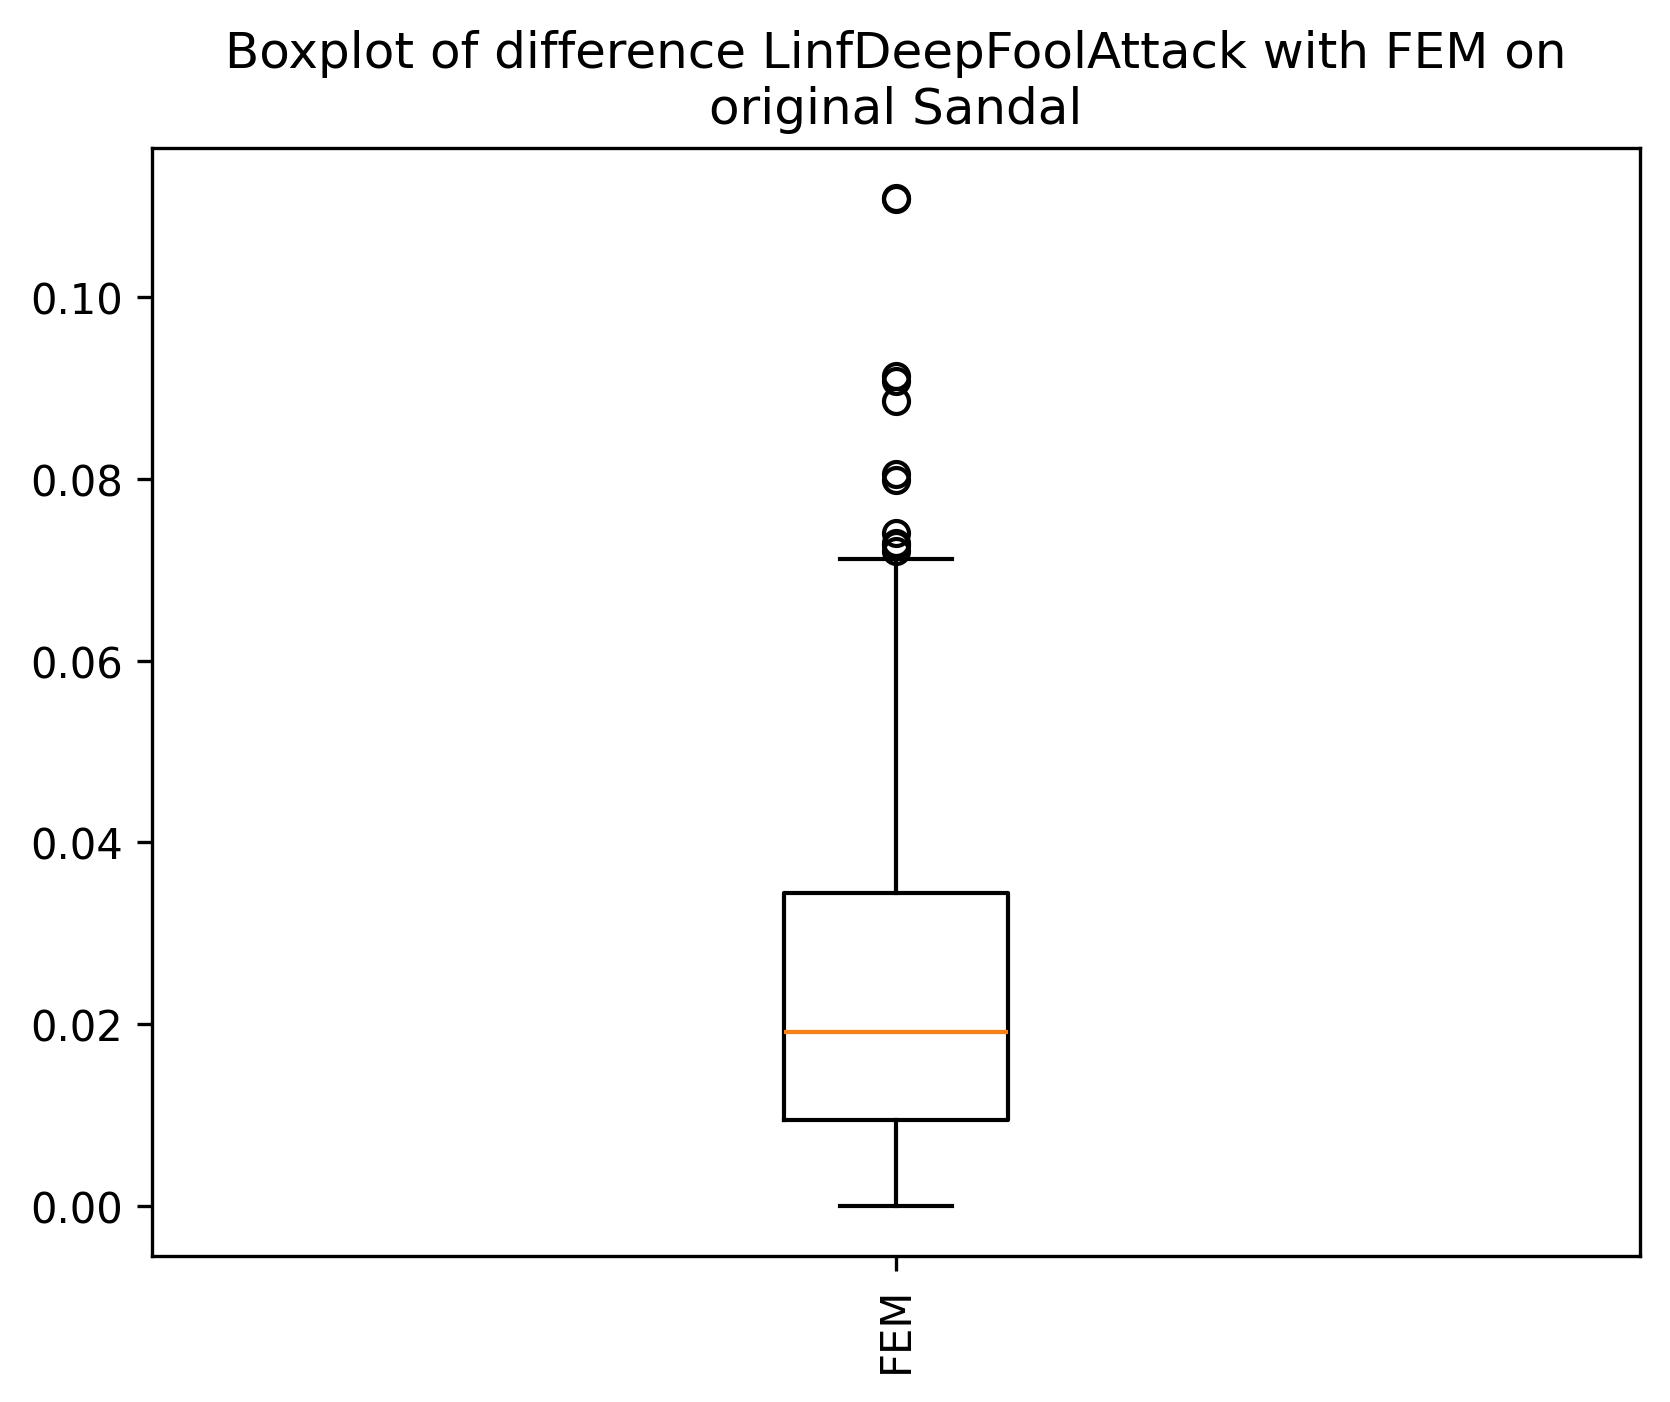 Boxplot of difference LinfDeepFoolAttack with FEM on
original Sandal
0.10
0.08
0.06
0.04
0.02
0.00
FEM